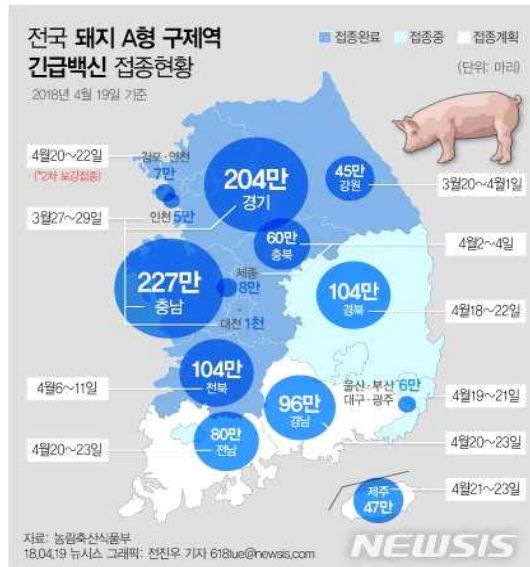 전국 돼지 A형 구제역
긴급백신 접종현황
2018년 4월 19일 기준
접종완료 접종중 접종계획
(단위: 마리)
4월20~22일
(*2차 보강접종)
김포·인천
7만
204만
경기
45만
강원
3월20~4월1일
3월27~29일
인천 5만
60만
충북
4월2~4일
227만
충남
세종
8만
대전 1천
104만
경북
4월18~22일
104만
전북
4월6~11일
울산·부산
대구·광주
6만
4월19~21일
96만
경남
4월20~23일
80만
전남
4월20~23일
제주
47만
4월21~23일
자료: 농림축산식품부
18.04.19 뉴시스 그래픽: 전진우 기자 618tue@newsis.com
NEWSIS